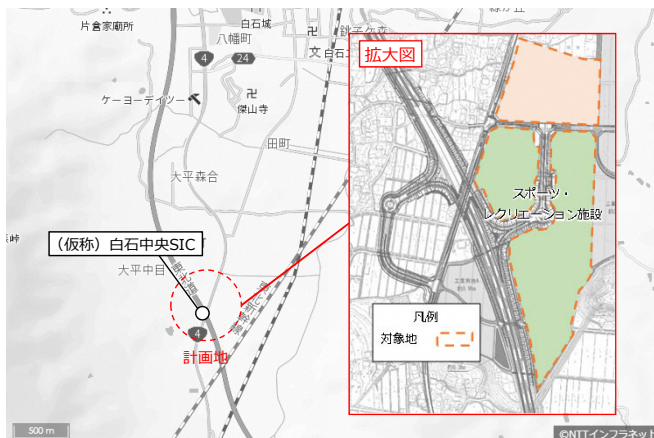 片倉家廟所
白石城
八幡町
4
24
ケーヨーデイツー
傑山寺
田町
大平森合
（仮称）白石中央SIC
大平中目
4
計画地
500 m
拡大図
スポーツ・
レクリエーション施設
凡例
対象地
©NTTインフラネット